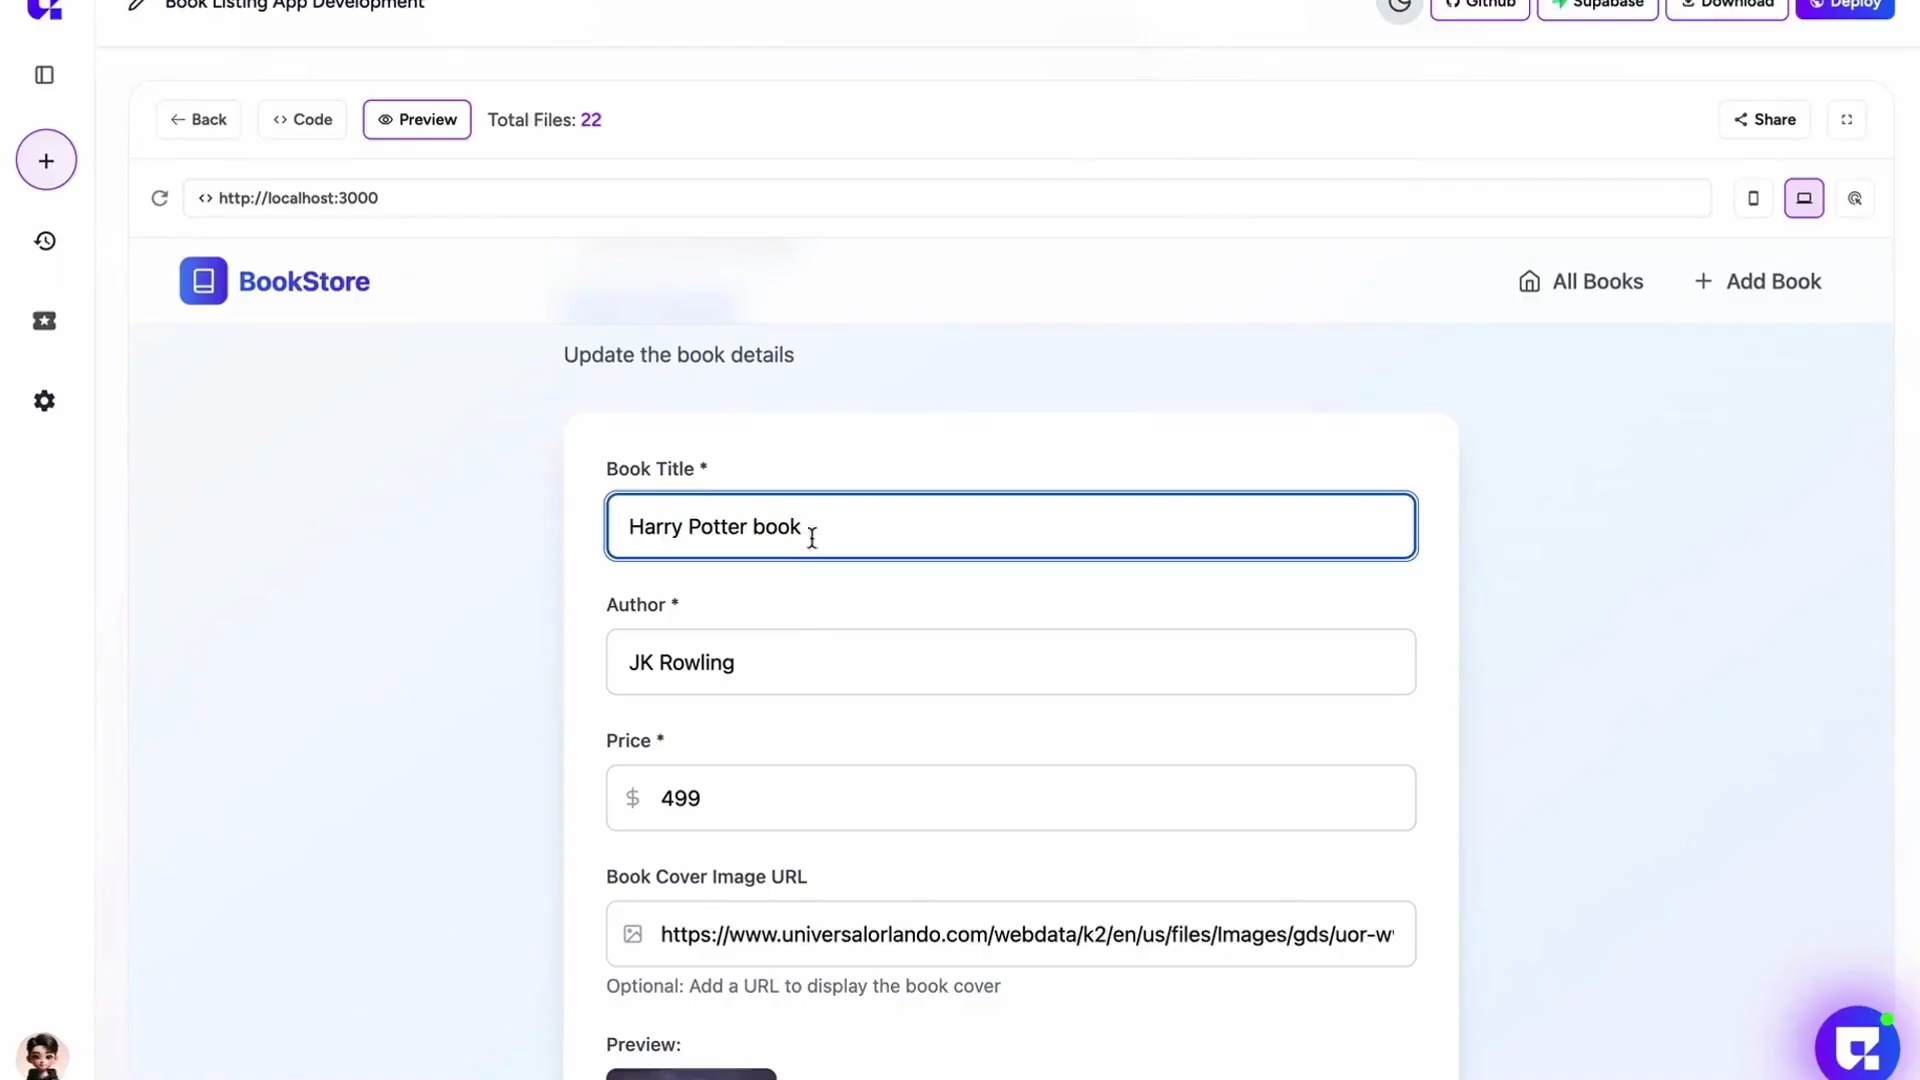 Book Listing App Development
Github
Supabase
Download
Deploy
Back
Code
Preview
Total Files: 22
Share
http://localhost:3000
BookStore
All Books
Add Book
Update the book details
Book Title *
Harry Potter book
Author *
JK Rowling
Price *
$ 499
Book Cover Image URL
https://www.universalorlando.com/webdata/k2/en/us/files/Images/gds/uor-w
Optional: Add a URL to display the book cover
Preview: